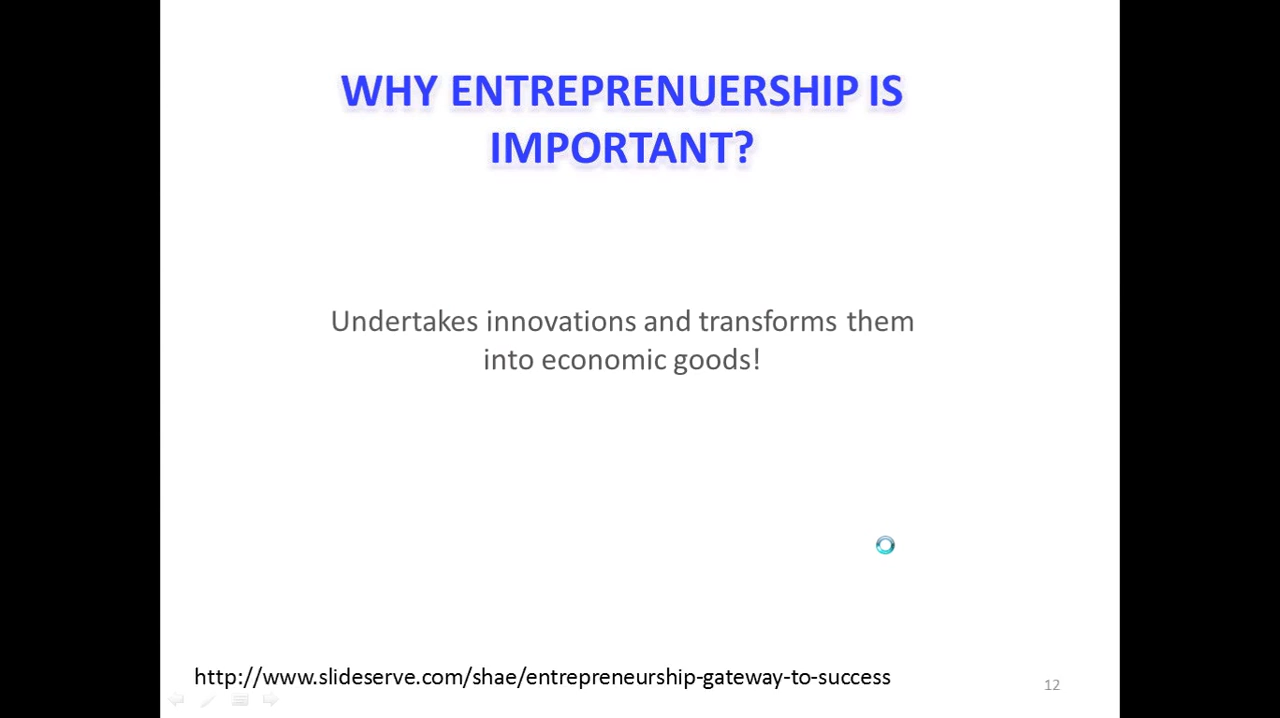 WHY ENTREPRENUERSHIP IS
IMPORTANT?
Undertakes innovations and transforms them
into economic goods!
http://www.slideserve.com/shae/entrepreneurship-gateway-to-success
12